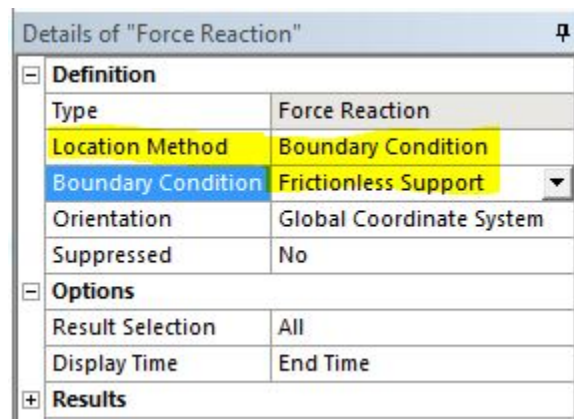 Details of "Force Reaction"
Definition
Type Force Reaction
Location Method Boundary Condition
Boundary Condition Frictionless Support
Orientation Global Coordinate System
Suppressed No
Options
Result Selection All
Display Time End Time
Results